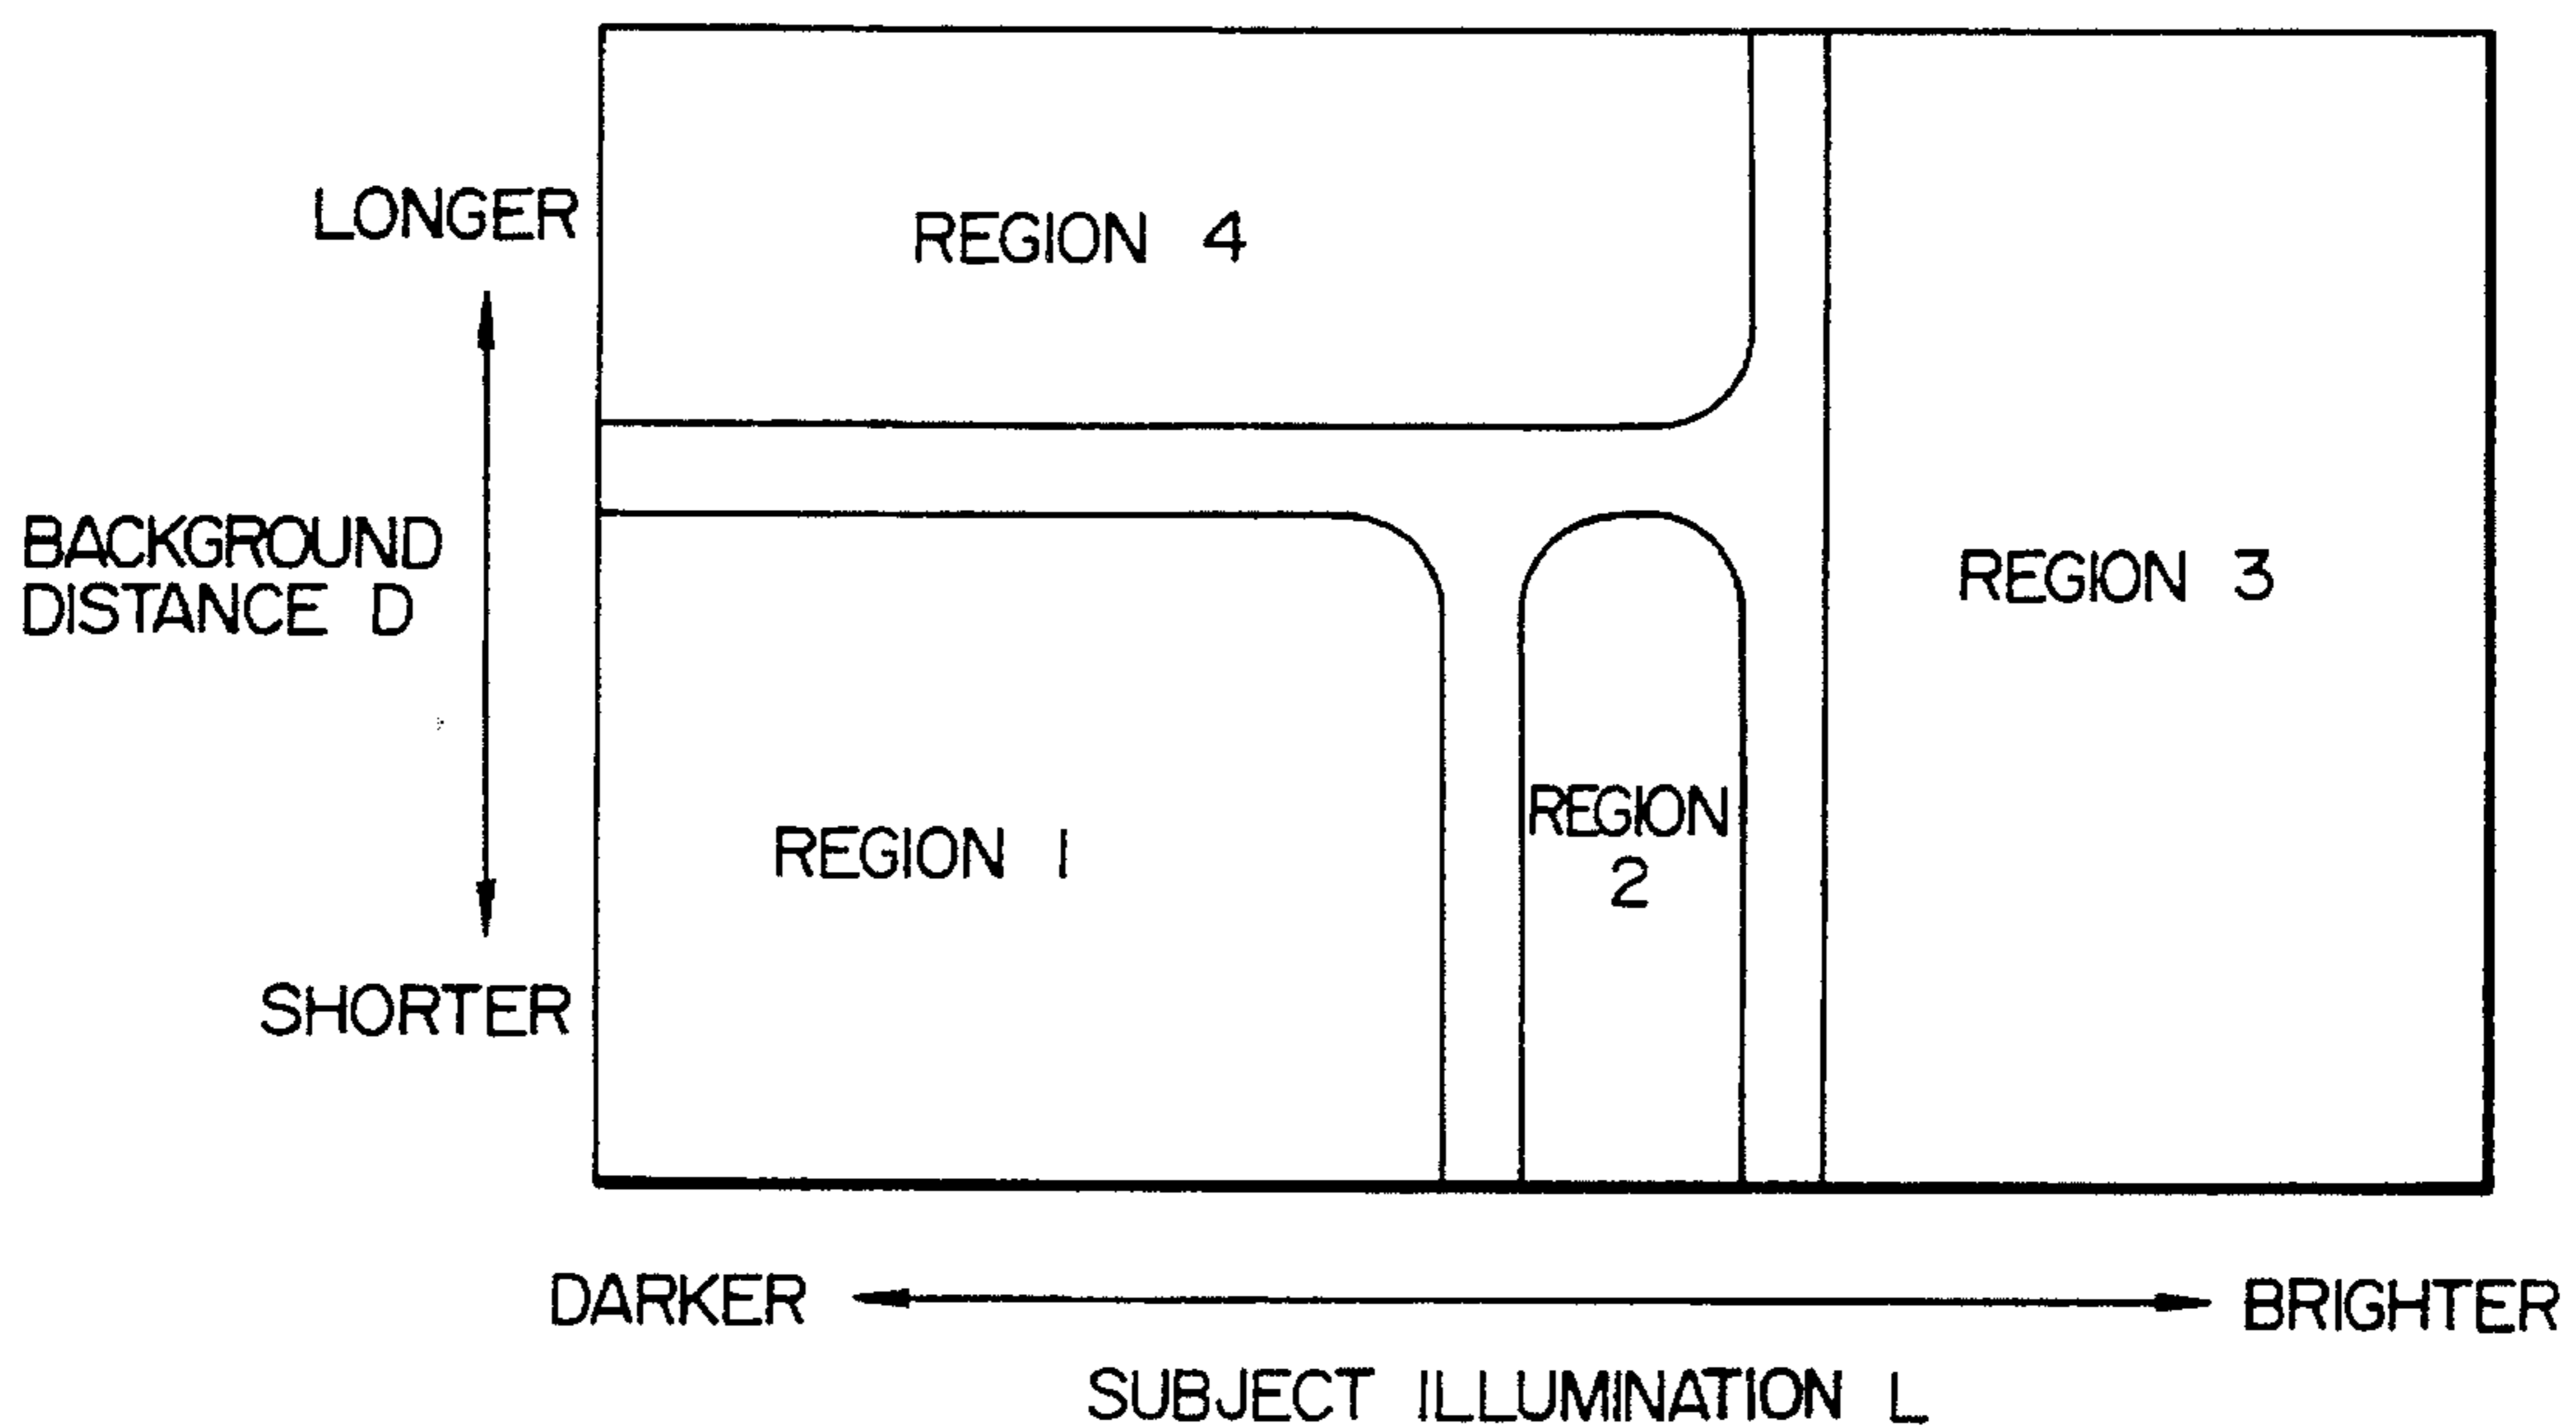 LONGER
REGION 4
BACKGROUND
DISTANCE D
REGION 3
REGION 1
REGION
2
SHORTER
DARKER
BRIGHTER
SUBJECT ILLUMINATION L